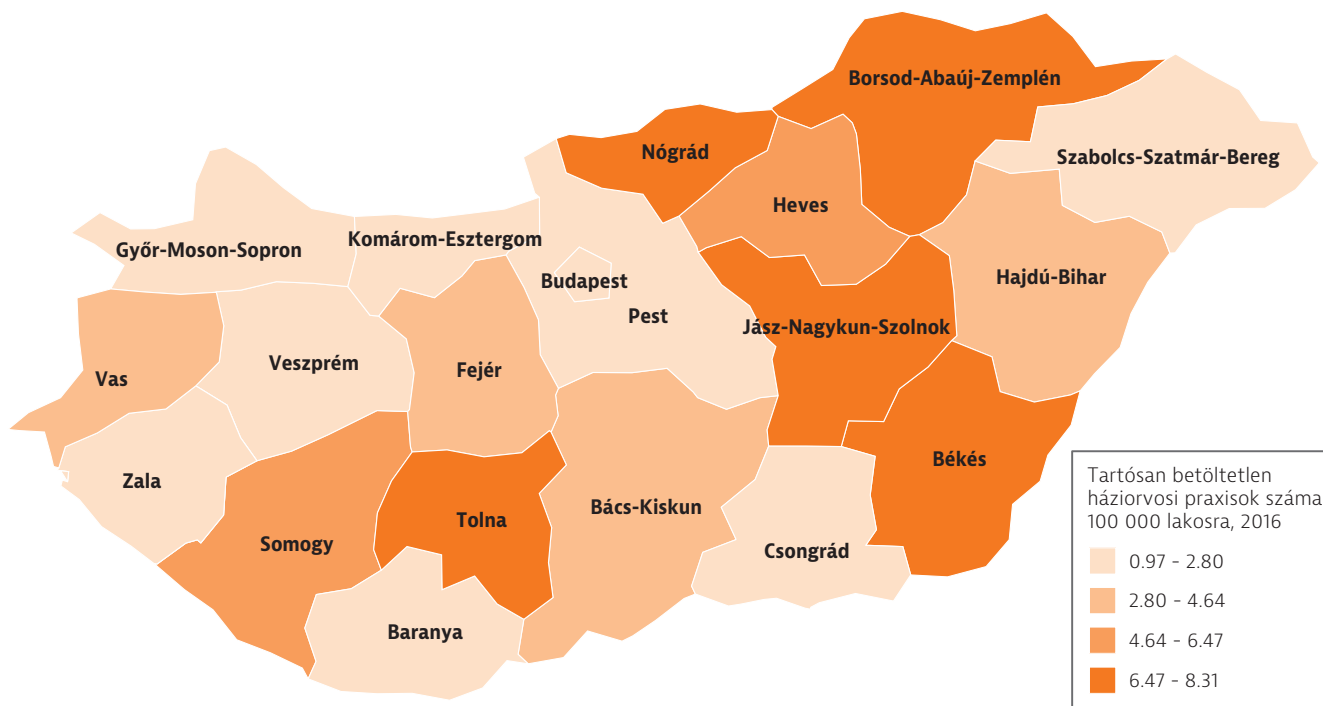 Borsod-Abaúj-Zemplén
Nógrád
Szabolcs-Szatmár-Bereg
Heves
Győr-Moson-Sopron
Komárom-Esztergom
Budapest
Hajdú-Bihar
Pest
Jász-Nagykun-Szolnok
Veszprém
Fejér
Vas
Békés
Zala
Bács-Kiskun
Tolna
Somogy
Csongrád
Baranya
Tartósan betöltetlen
háziorvosi praxisok száma
100 000 lakosra, 2016
0.97 - 2.80
2.80 - 4.64
4.64 - 6.47
6.47 - 8.31